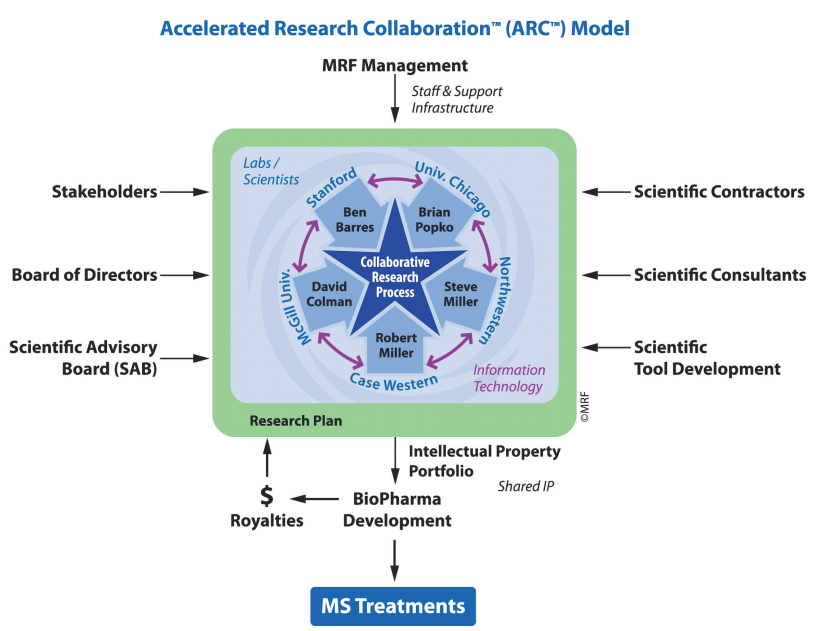 Accelerated Research Collaboration™ (ARC™) Model
MRF Management
Staff & Support
Infrastructure
Labs /
Scientists
Stanford
Univ. Chicago
Stakeholders
Scientific Contractors
Ben
Barres
Brian
Popko
Collaborative
Research
Process
Board of Directors
Scientific Consultants
McGill Univ.
David
Colman
Steve
Miller
Northwestern
Robert
Miller
Case Western
Scientific Advisory
Board (SAB)
Scientific
Tool Development
Information
Technology
©MRF
Research Plan
Intellectual Property
Portfolio
Shared IP
$
Royalties
BioPharma
Development
MS Treatments